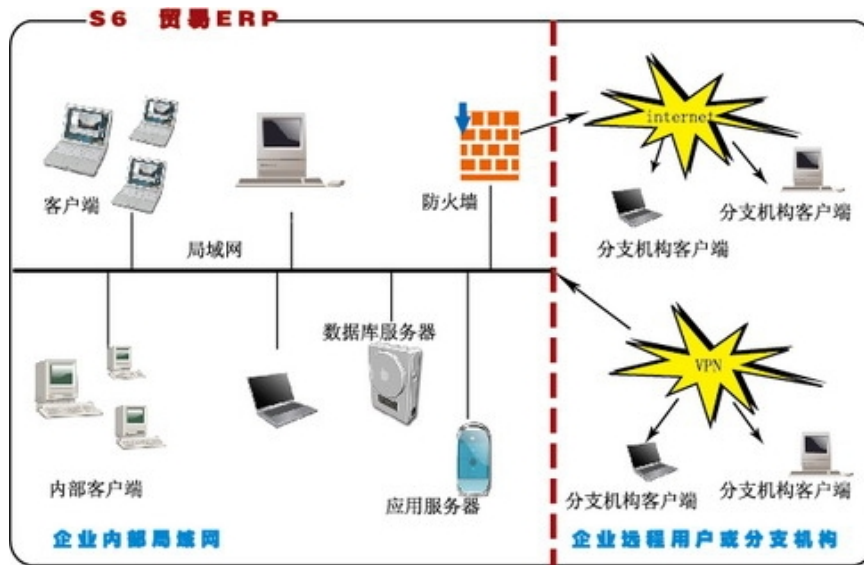 S6 贸易ERP
internet
客户端
防火墙
分支机构客户端
分支机构客户端
局域网
数据库服务器
VPN
内部客户端
应用服务器
分支机构客户端
分支机构客户端
企业内部局域网
企业远程用户或分支机构